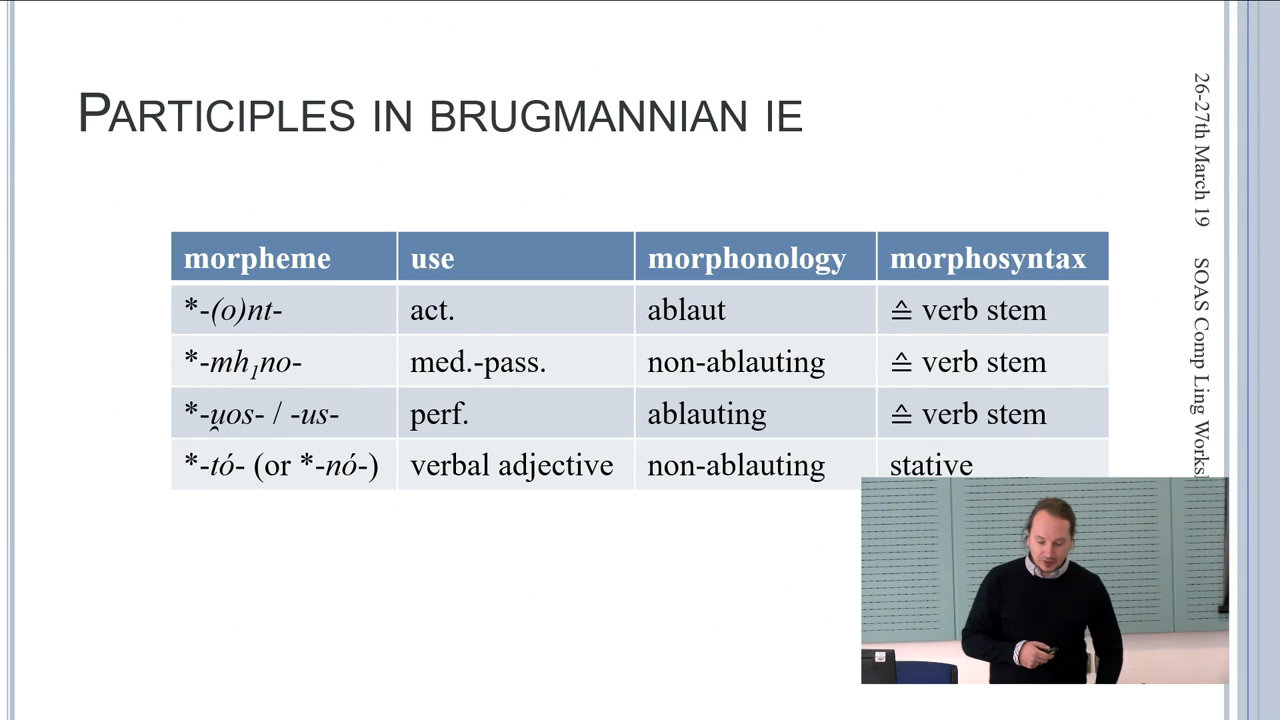 PARTICIPLES IN BRUGMANNIAN IE
morpheme use morphonology morphosyntax
*-(o)nt- act. ablaut ≙ verb stem
*-mh₁no- med.-pass. non-ablauting ≙ verb stem
*-u̯os- / -us- perf. ablauting ≙ verb stem
*-tó- (or *-nó-) verbal adjective non-ablauting stative
26-27th March 19 SOAS Comp Ling Works